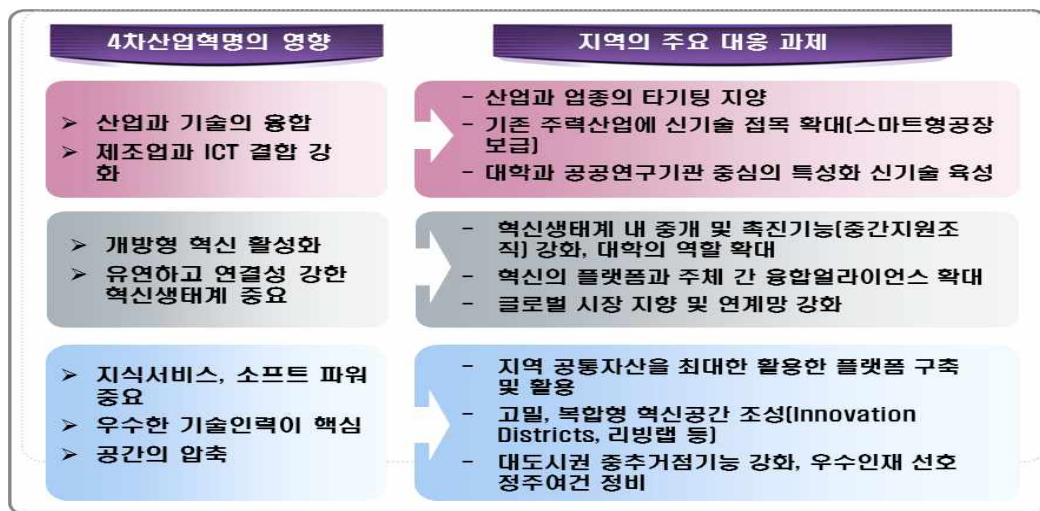 4차산업혁명의 영향
지역의 주요 대응 과제
➢ 산업과 기술의 융합
➢ 제조업과 ICT 결합 강
화
- 산업과 업종의 타기팅 지양
- 기존 주력산업에 신기술 접목 확대(스마트형공장
보급)
- 대학과 공공연구기관 중심의 특성화 신기술 육성
➢ 개방형 혁신 활성화
➢ 유연하고 연결성 강한
혁신생태계 중요
- 혁신생태계 내 중개 및 촉진기능(중간지원조
직) 강화, 대학의 역할 확대
- 혁신의 플랫폼과 주체 간 융합얼라이언스 확대
- 글로벌 시장 지향 및 연계망 강화
➢ 지식서비스, 소프트 파워
중요
➢ 우수한 기술인력이 핵심
➢ 공간의 압축
- 지역 공통자산을 최대한 활용한 플랫폼 구축
및 활용
- 고밀, 복합형 혁신공간 조성(Innovation
Districts, 리빙랩 등)
- 대도시권 중추거점기능 강화, 우수인재 선호
정주여건 정비